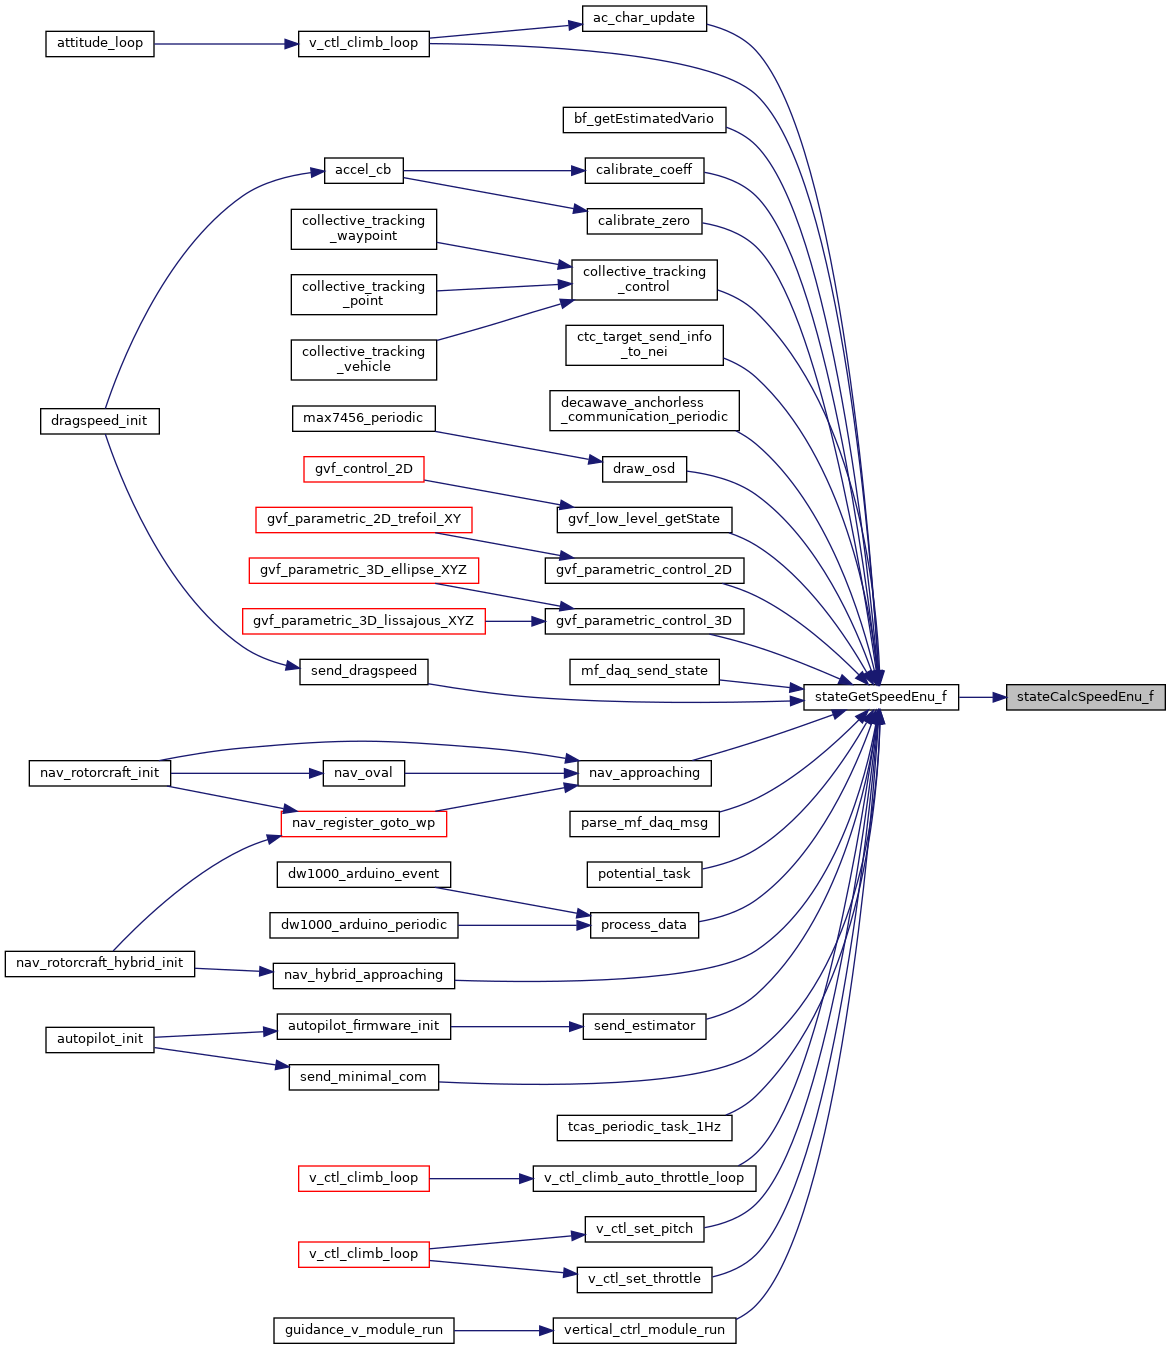 ac_char_update
attitude_loop
v_ctl_climb_loop
bf_getEstimatedVario
accel_cb
calibrate_coeff
calibrate_zero
collective_tracking
_waypoint
collective_tracking
_control
collective_tracking
_point
ctc_target_send_info
_to_nei
collective_tracking
_vehicle
decawave_anchorless
_communication_periodic
dragspeed_init
max7456_periodic
draw_osd
gvf_control_2D
gvf_low_level_getState
gvf_parametric_2D_trefoil_XY
gvf_parametric_control_2D
gvf_parametric_3D_ellipse_XYZ
gvf_parametric_3D_lissajous_XYZ
gvf_parametric_control_3D
send_dragspeed
mf_daq_send_state
stateGetSpeedEnu_f
stateCalcSpeedEnu_f
nav_rotorcraft_init
nav_oval
nav_approaching
nav_register_goto_wp
parse_mf_daq_msg
dw1000_arduino_event
potential_task
dw1000_arduino_periodic
process_data
nav_rotorcraft_hybrid_init
nav_hybrid_approaching
autopilot_init
autopilot_firmware_init
send_estimator
send_minimal_com
tcas_periodic_task_1Hz
v_ctl_climb_loop
v_ctl_climb_auto_throttle_loop
v_ctl_set_pitch
v_ctl_climb_loop
v_ctl_set_throttle
guidance_v_module_run
vertical_ctrl_module_run